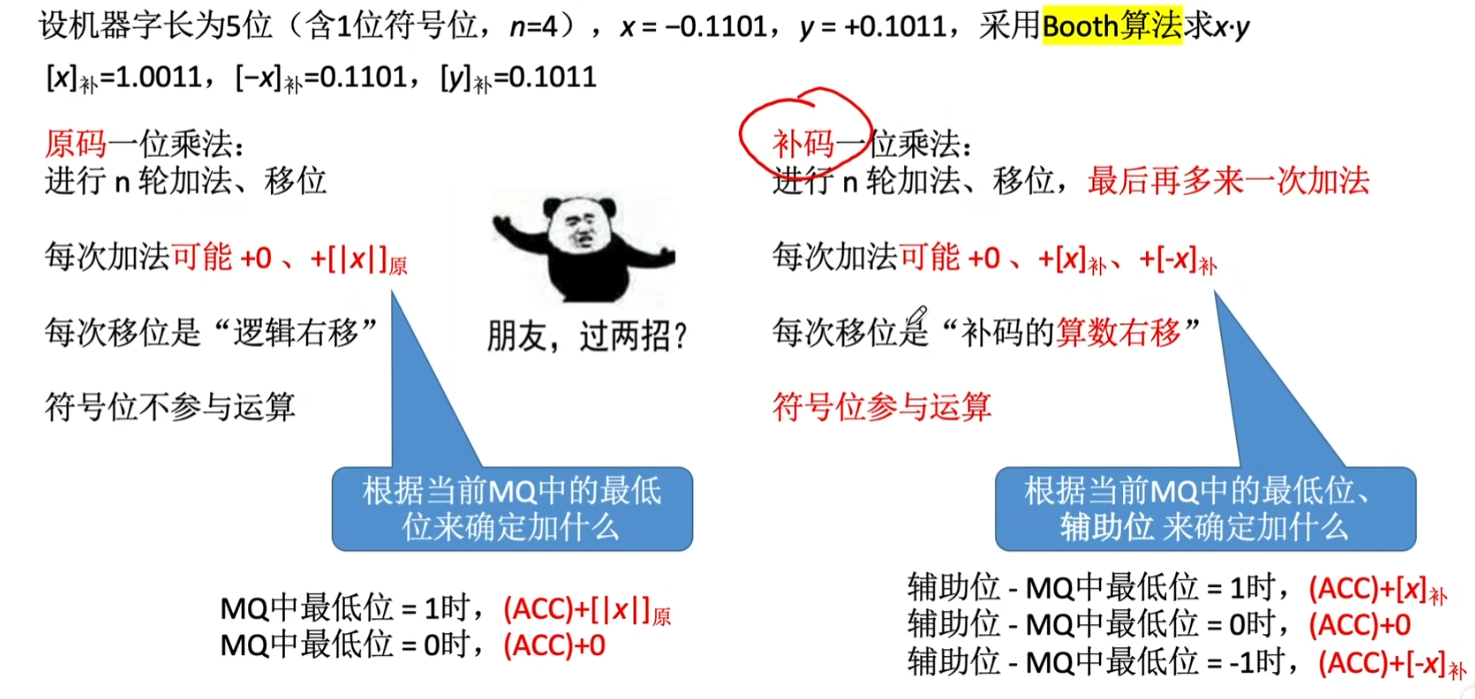 设机器字长为5位（含1位符号位，n=4），x = −0.1101，y = +0.1011，采用Booth算法求x·y
[x]补=1.0011，[−x]补=0.1101，[y]补=0.1011
原码一位乘法：
进行 n 轮加法、移位
每次加法可能 +0 、+[|x|]原
每次移位是“逻辑右移”
符号位不参与运算
根据当前MQ中的最低
位来确定加什么
MQ中最低位 = 1时，(ACC)+[|x|]原
MQ中最低位 = 0时，(ACC)+0
朋友，过两招？
补码一位乘法：
进行 n 轮加法、移位，最后再多来一次加法
每次加法可能 +0 、+[x]补、+[-x]补
每次移位是“补码的算数右移”
符号位参与运算
根据当前MQ中的最低位、
辅助位 来确定加什么
辅助位 - MQ中最低位 = 1时，(ACC)+[x]补
辅助位 - MQ中最低位 = 0时，(ACC)+0
辅助位 - MQ中最低位 = -1时，(ACC)+[-x]补